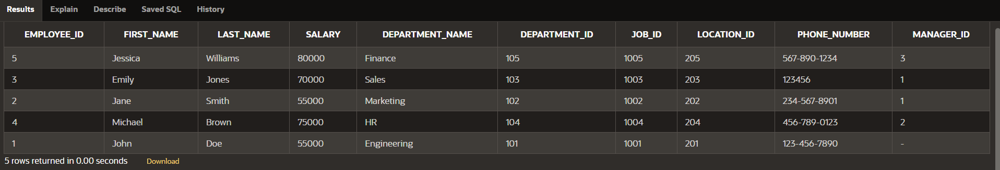 Results Explain Describe Saved SQL History
EMPLOYEE_ID FIRST_NAME LAST_NAME SALARY DEPARTMENT_NAME DEPARTMENT_ID JOB_ID LOCATION_ID PHONE_NUMBER MANAGER_ID
5 Jessica Williams 80000 Finance 105 1005 205 567-890-1234 3
3 Emily Jones 70000 Sales 103 1003 203 123456 1
2 Jane Smith 55000 Marketing 102 1002 202 234-567-8901 1
4 Michael Brown 75000 HR 104 1004 204 456-789-0123 2
1 John Doe 55000 Engineering 101 1001 201 123-456-7890 -
5 rows returned in 0.00 seconds Download